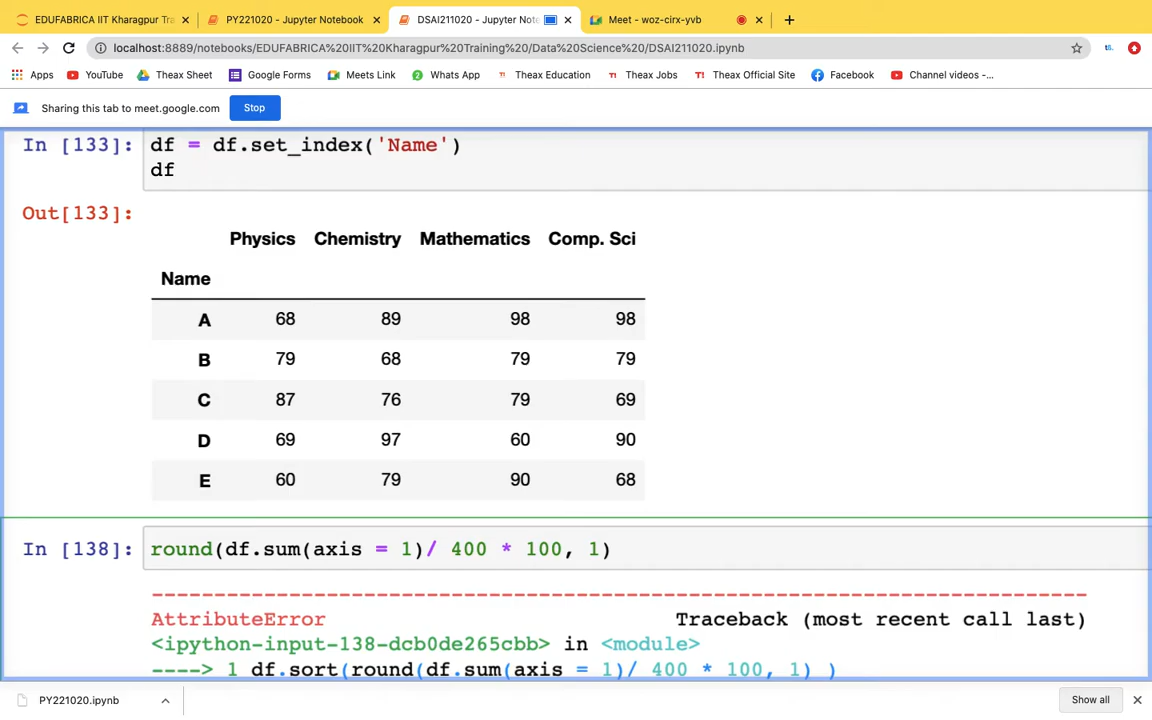 EDUFABRICA IIT Kharagpur Tra
PY221020 - Jupyter Notebook
DSAI211020 - Jupyter Note
Meet - woz-cirx-yvb
localhost:8889/notebooks/EDUFABRICA%20IIT%20Kharagpur%20Training%20/Data%20Science%20/DSAI211020.ipynb
Apps YouTube Theax Sheet Google Forms Meets Link Whats App Theax Education Theax Jobs Theax Official Site Facebook Channel videos -...
Sharing this tab to meet.google.com Stop
In [133]: df = df.set_index('Name')
df
Out[133]:
Physics Chemistry Mathematics Comp. Sci
Name
A 68 89 98 98
B 79 68 79 79
C 87 76 79 69
D 69 97 60 90
E 60 79 90 68
In [138]: round(df.sum(axis = 1)/ 400 * 100, 1)
---------------------------------------------------------------------------
AttributeError Traceback (most recent call last)
<ipython-input-138-dcb0de265cbb> in <module>
----> 1 df.sort(round(df.sum(axis = 1)/ 400 * 100, 1) )
PY221020.ipynb Show all